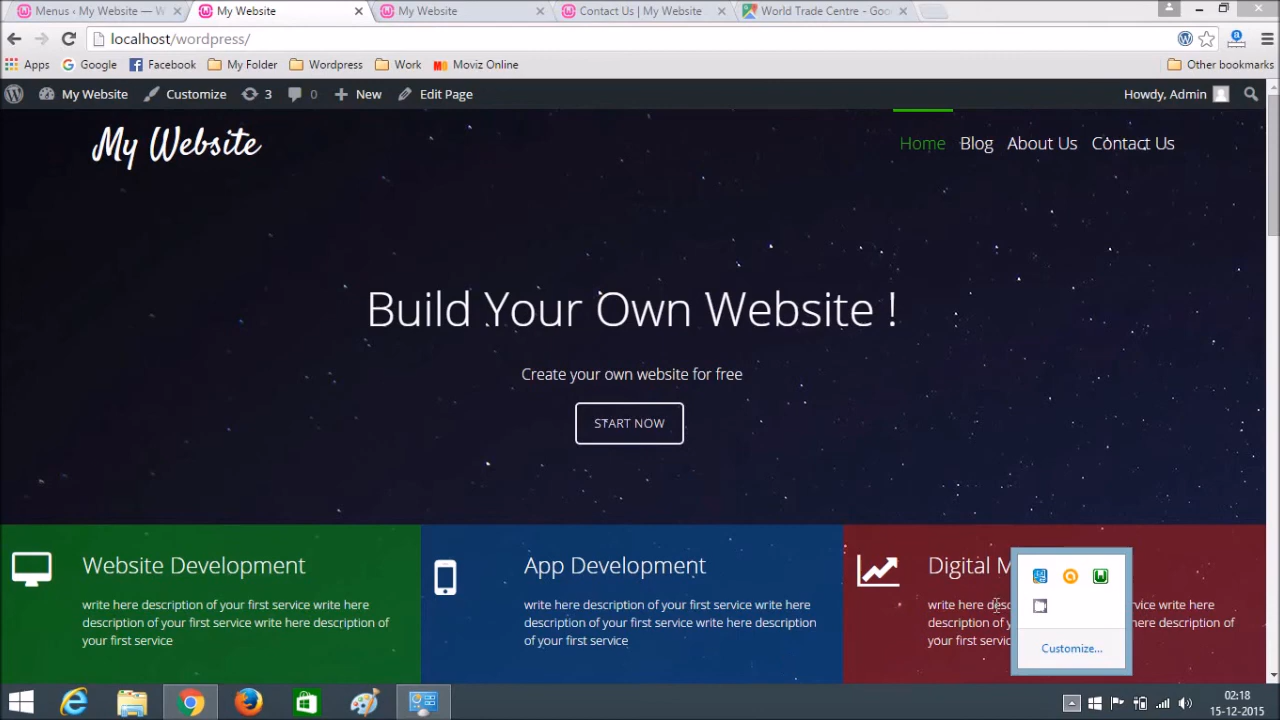 Menus ‹ My Website — W
My Website
My Website
Contact Us | My Website
World Trade Centre - Goo
localhost/wordpress/
Apps
Google
Facebook
My Folder
Wordpress
Work
Moviz Online
Other bookmarks
My Website
Customize
3
0
New
Edit Page
Howdy, Admin
My Website
Home
Blog
About Us
Contact Us
Build Your Own Website !
Create your own website for free
START NOW
Website Development
write here description of your first service write here
description of your first service write here description of
your first service
App Development
write here description of your first service write here
description of your first service write here description
of your first service
Digital M
write here desc
vice write here
description of y
description of
your first servic
Customize...
02:18
15-12-2015